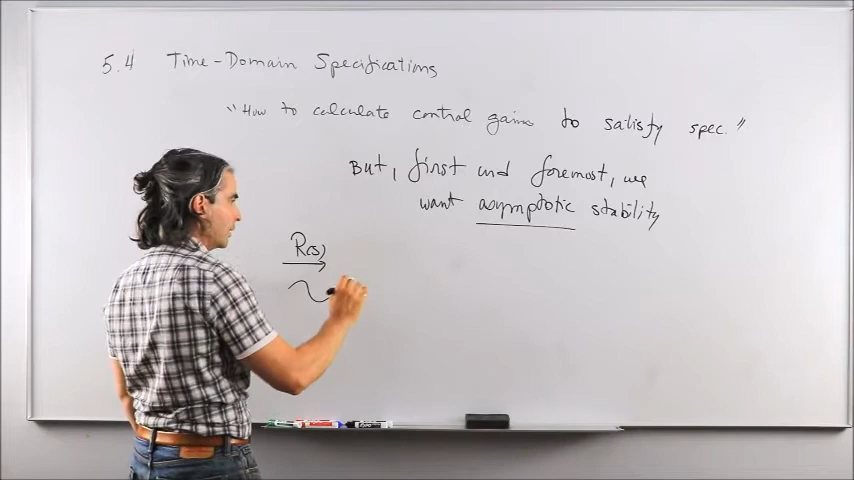 5.4 Time-Domain Specifications
"How to calculate control gains to satisfy spec."
But, first and foremost, we
want asymptotic stability
R(s)